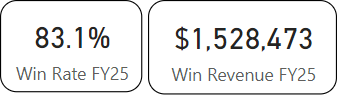 83.1%
Win Rate FY25
$1,528,473
Win Revenue FY25